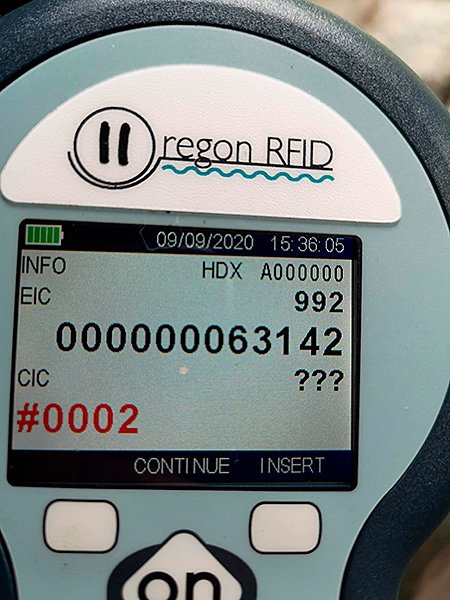 Oregon RFID
09/09/2020 15:36:05
INFO HDX A000000
EIC 992
000000063142
CIC ???
#0002
CONTINUE INSERT
on